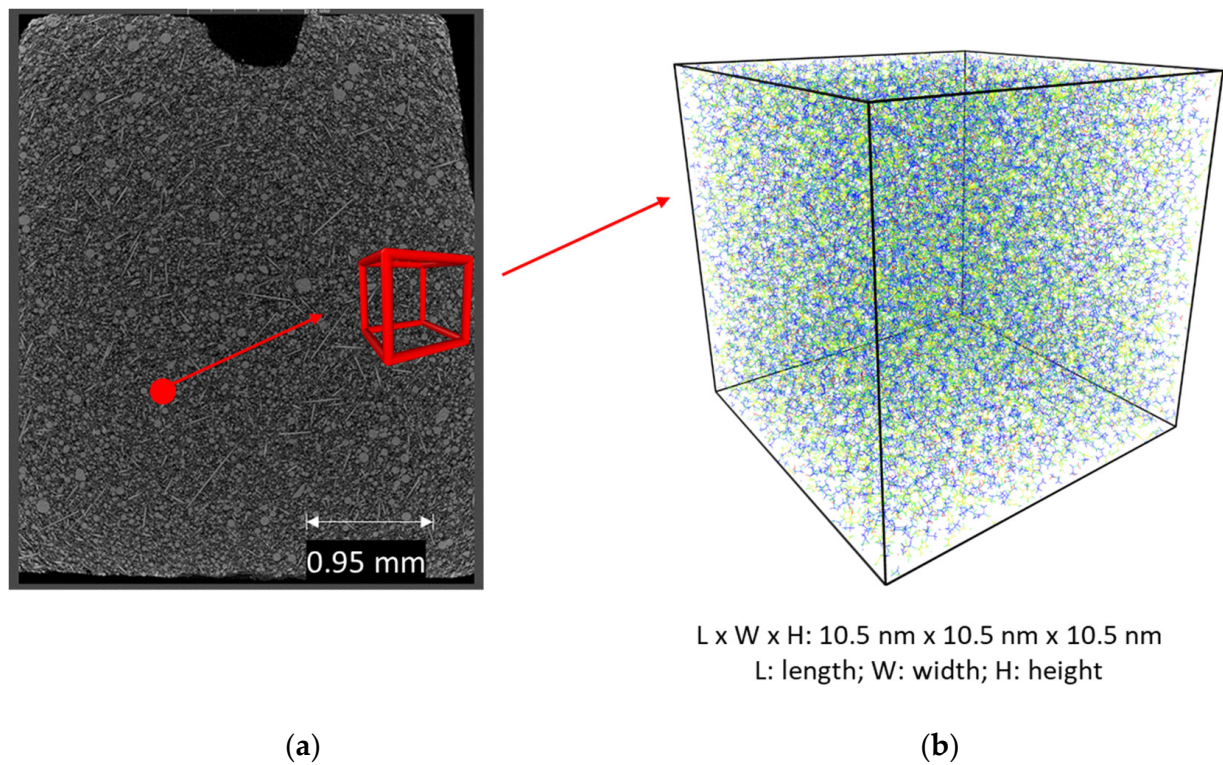 0.95 mm
L x W x H: 10.5 nm x 10.5 nm x 10.5 nm
L: length; W: width; H: height
(a)
(b)